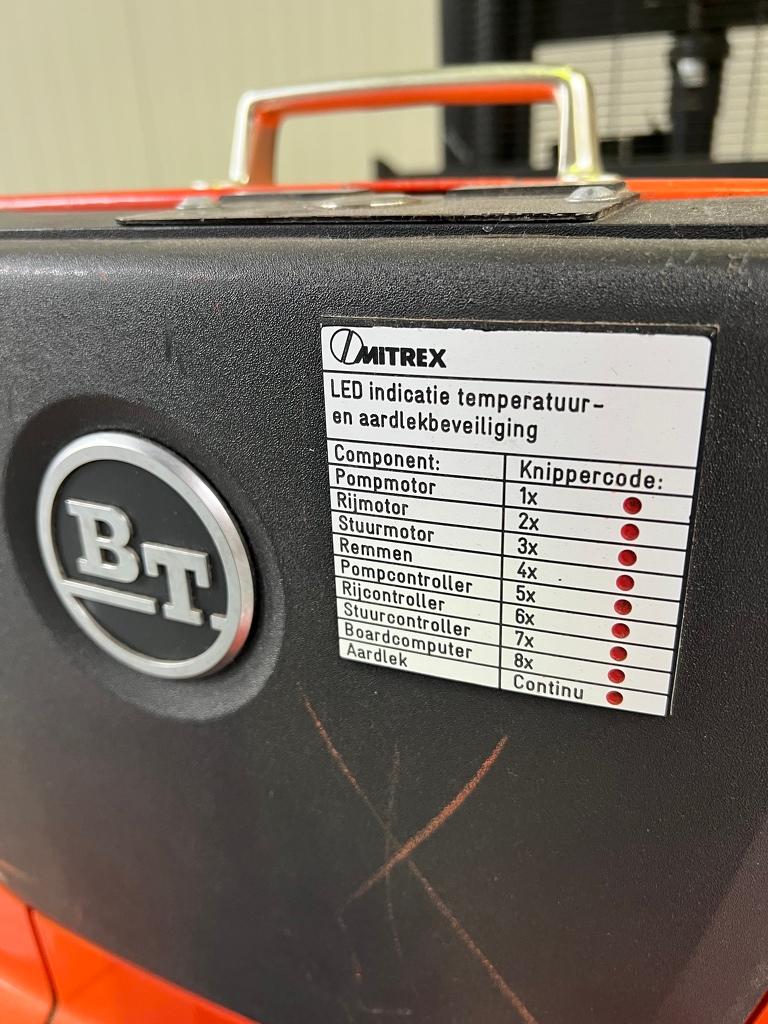 MITREX
LED indicatie temperatuur-
en aardlekbeveiliging
Component: Knippercode:
Pompmotor 1x
Rijmotor 2x
Stuurmotor 3x
Remmen 4x
Pompcontroller 5x
Rijcontroller 6x
Stuurcontroller 7x
Boardcomputer 8x
Aardlek Continu
BT